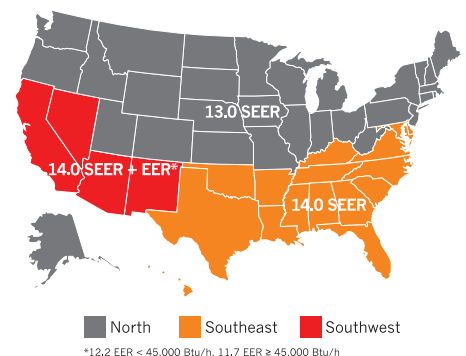 13.0 SEER
14.0 SEER + EER*
14.0 SEER
North
Southeast
Southwest
*12.2 EER < 45.000 Btu/h. 11.7 EER ≥ 45.000 Btu/h